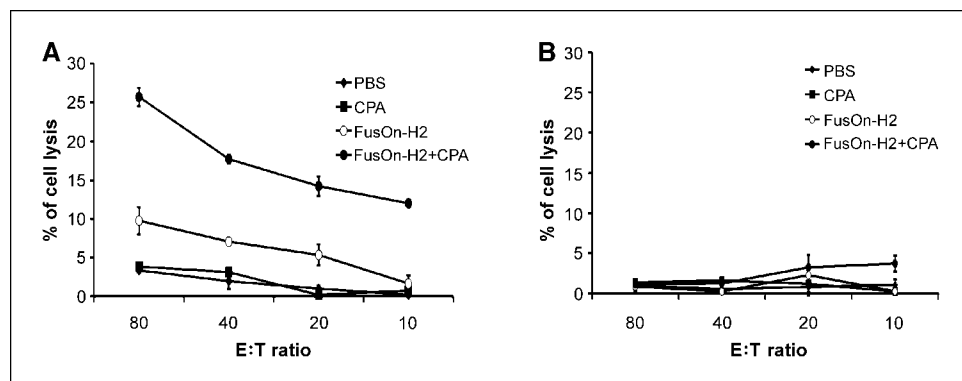 A
30
25
20
15
10
5
0
% of cell lysis
PBS
CPA
FusOn-H2
FusOn-H2+CPA
80 40 20 10
E:T ratio
B
30
25
20
15
10
5
0
% of cell lysis
PBS
CPA
FusOn-H2
FusOn-H2+CPA
80 40 20 10
E:T ratio